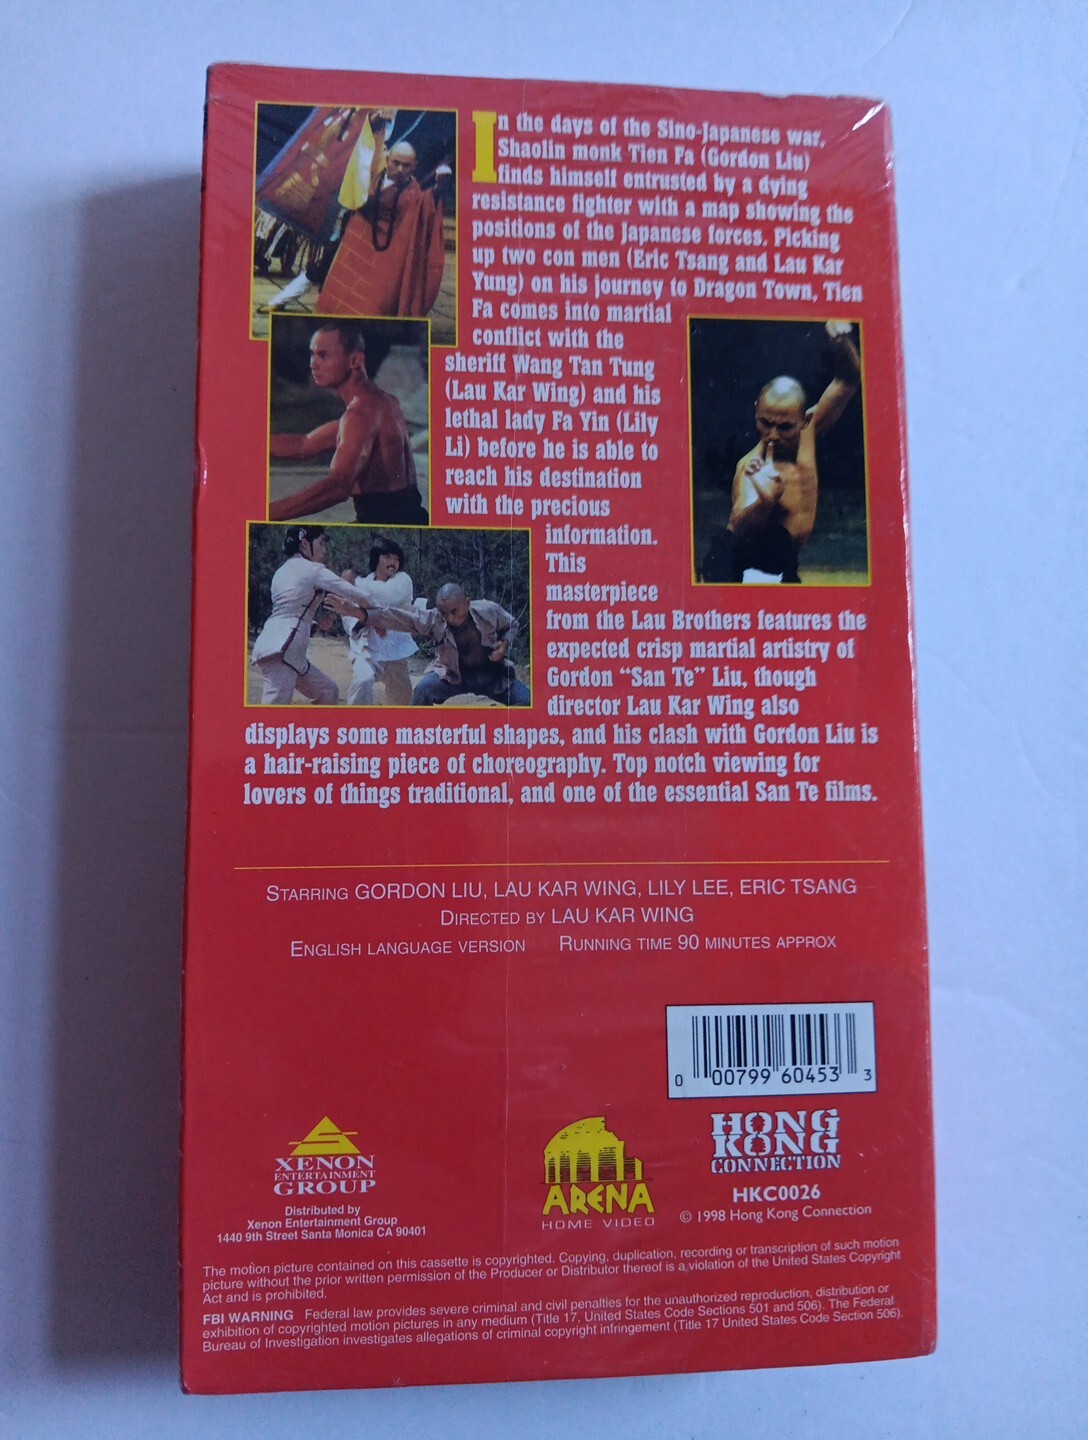 In the days of the Sino-Japanese war,
Shaolin monk Tien Fa (Gordon Liu)
finds himself entrusted by a dying
resistance fighter with a map showing the
positions of the Japanese forces. Picking
up two con men (Eric Tsang and Lau Kar
Yung) on his journey to Dragon Town, Tien
Fa comes into martial
conflict with the
sheriff Wang Tan Tung
(Lau Kar Wing) and his
lethal lady Fa Yin (Lily
Li) before he is able to
reach his destination
with the precious
information.
This
masterpiece
from the Lau Brothers features the
expected crisp martial artistry of
Gordon “San Te” Liu, though
director Lau Kar Wing also
displays some masterful shapes, and his clash with Gordon Liu is
a hair-raising piece of choreography. Top notch viewing for
lovers of things traditional, and one of the essential San Te films.
STARRING GORDON LIU, LAU KAR WING, LILY LEE, ERIC TSANG
DIRECTED BY LAU KAR WING
ENGLISH LANGUAGE VERSION RUNNING TIME 90 MINUTES APPROX
0 00799 60453 3
XENON
ENTERTAINMENT
GROUP
Distributed by
Xenon Entertainment Group
1440 9th Street Santa Monica CA 90401
ARENA
HOME VIDEO
HONG
KONG
CONNECTION
HKC0026
© 1998 Hong Kong Connection
The motion picture contained on this cassette is copyrighted. Copying, duplication, recording or transcription of such motion
picture without the prior written permission of the Producer or Distributor thereof is a violation of the United States Copyright
Act and is prohibited.
FBI WARNING Federal law provides severe criminal and civil penalties for the unauthorized reproduction, distribution or
exhibition of copyrighted motion pictures in any medium (Title 17, United States Code Sections 501 and 506). The Federal
Bureau of Investigation investigates allegations of criminal copyright infringement (Title 17 United States Code Section 506).